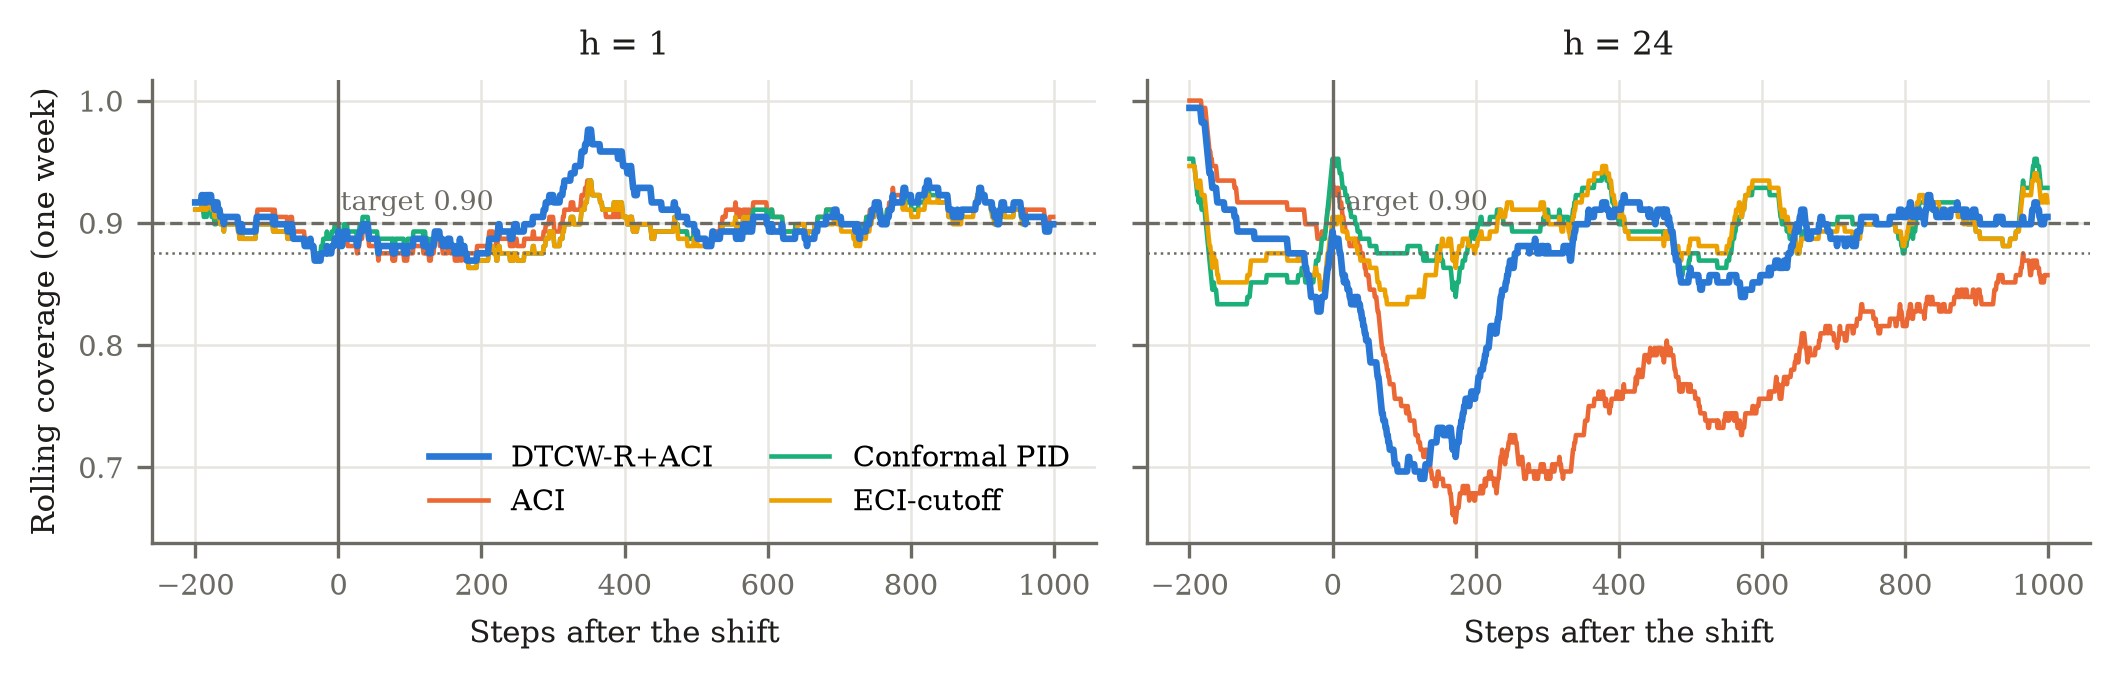 h = 1
h = 24
Rolling coverage (one week)
1.0
0.9
0.8
0.7
target 0.90
target 0.90
DTCW-R+ACI
ACI
Conformal PID
ECI-cutoff
−200 0 200 400 600 800 1000
−200 0 200 400 600 800 1000
Steps after the shift
Steps after the shift